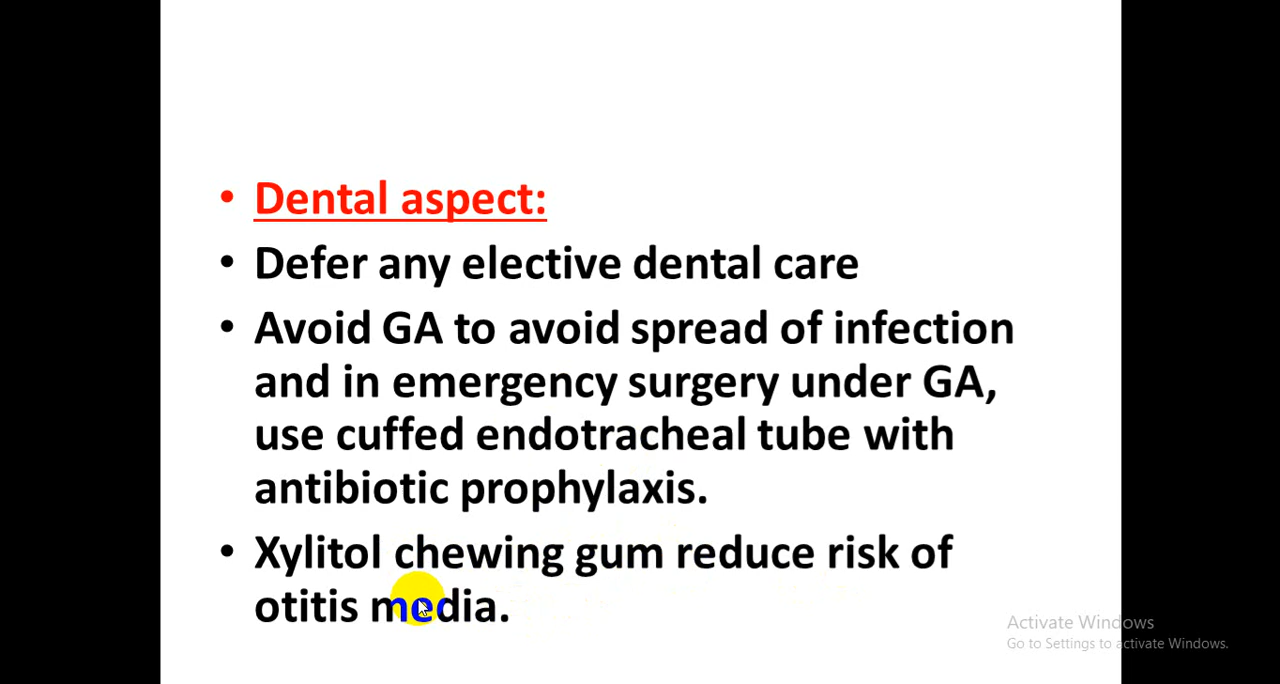 • Dental aspect:
• Defer any elective dental care
• Avoid GA to avoid spread of infection
and in emergency surgery under GA,
use cuffed endotracheal tube with
antibiotic prophylaxis.
• Xylitol chewing gum reduce risk of
otitis media.
Activate Windows
Go to Settings to activate Windows.